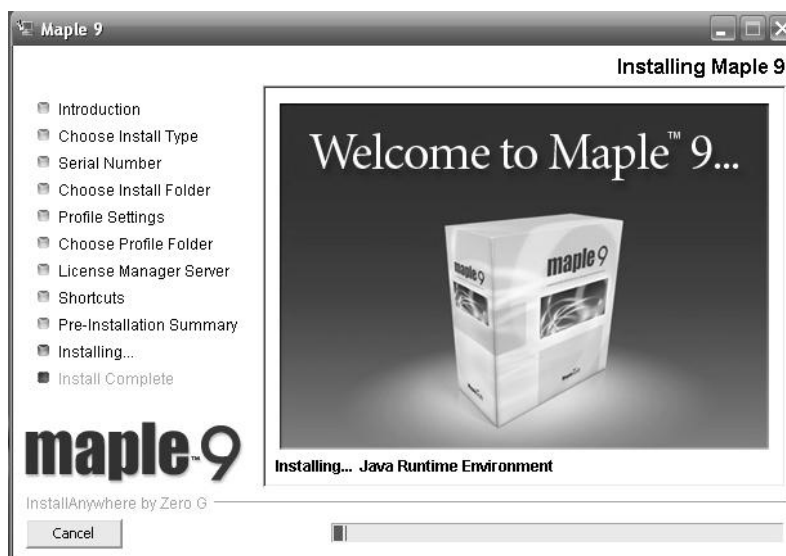 Maple 9
Installing Maple 9
Introduction
Choose Install Type
Serial Number
Choose Install Folder
Profile Settings
Choose Profile Folder
License Manager Server
Shortcuts
Pre-Installation Summary
Installing...
Install Complete
maple™9
Welcome to Maple™ 9...
maple 9
maple 9
Installing... Java Runtime Environment
InstallAnywhere by Zero G
Cancel